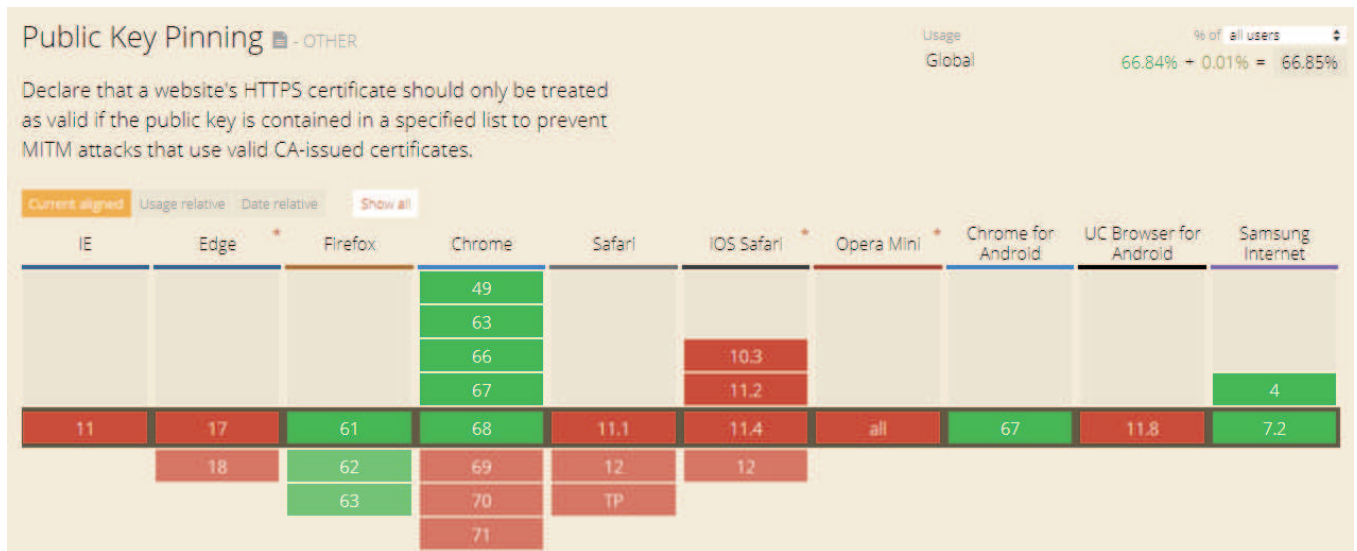 Public Key Pinning - OTHER
Usage % of all users
Global 66.84% + 0.01% = 66.85%
Declare that a website's HTTPS certificate should only be treated
as valid if the public key is contained in a specified list to prevent
MITM attacks that use valid CA-issued certificates.
Current aligned Usage relative Date relative Show all
IE Edge * Firefox Chrome Safari iOS Safari * Opera Mini * Chrome for Android UC Browser for Android Samsung Internet
49
63
66 10.3
67 11.2 4
11 17 61 68 11.1 11.4 all 67 11.8 7.2
18 62 69 12 12
63 70 TP
71